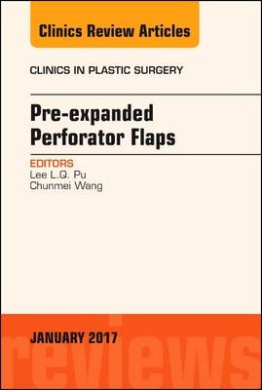 Clinics Review Articles
CLINICS IN PLASTIC SURGERY
Pre-expanded
Perforator Flaps
EDITORS
Lee L.Q. Pu
Chunmei Wang
JANUARY 2017
reviews